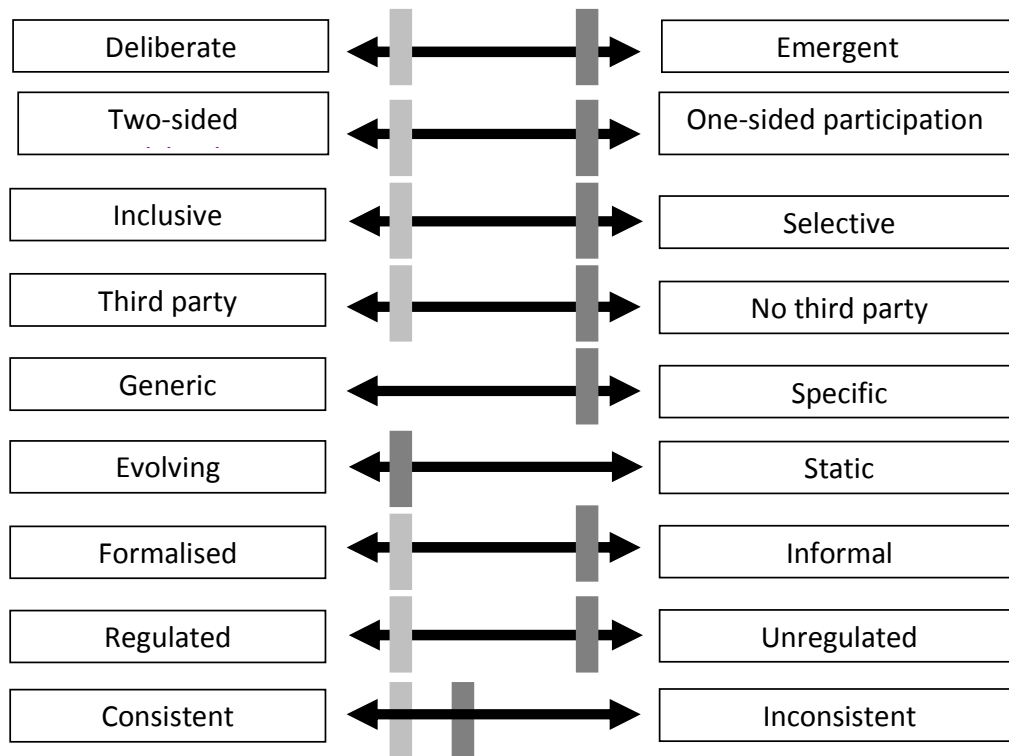 Deliberate
Emergent
Two-sided
One-sided participation
Inclusive
Selective
Third party
No third party
Generic
Specific
Evolving
Static
Formalised
Informal
Regulated
Unregulated
Consistent
Inconsistent